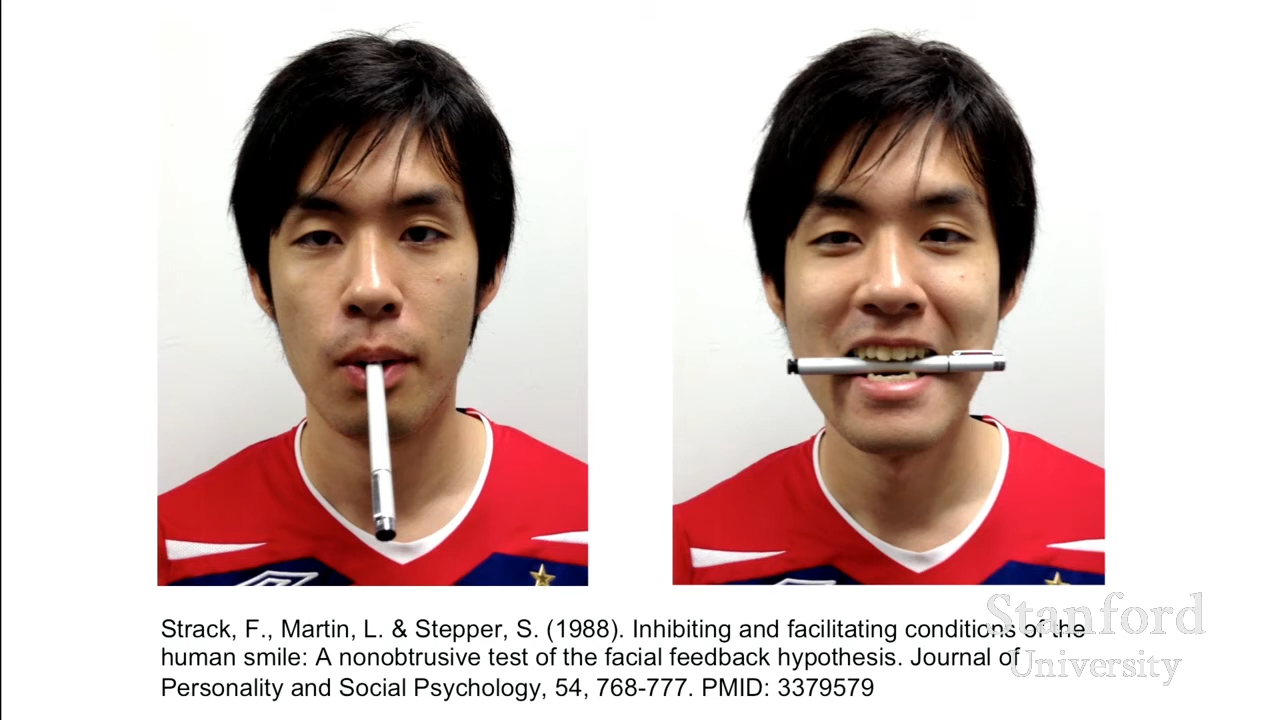 Strack, F., Martin, L. & Stepper, S. (1988). Inhibiting and facilitating conditions of the
human smile: A nonobtrusive test of the facial feedback hypothesis. Journal of
Personality and Social Psychology, 54, 768-777. PMID: 3379579
Stanford
University